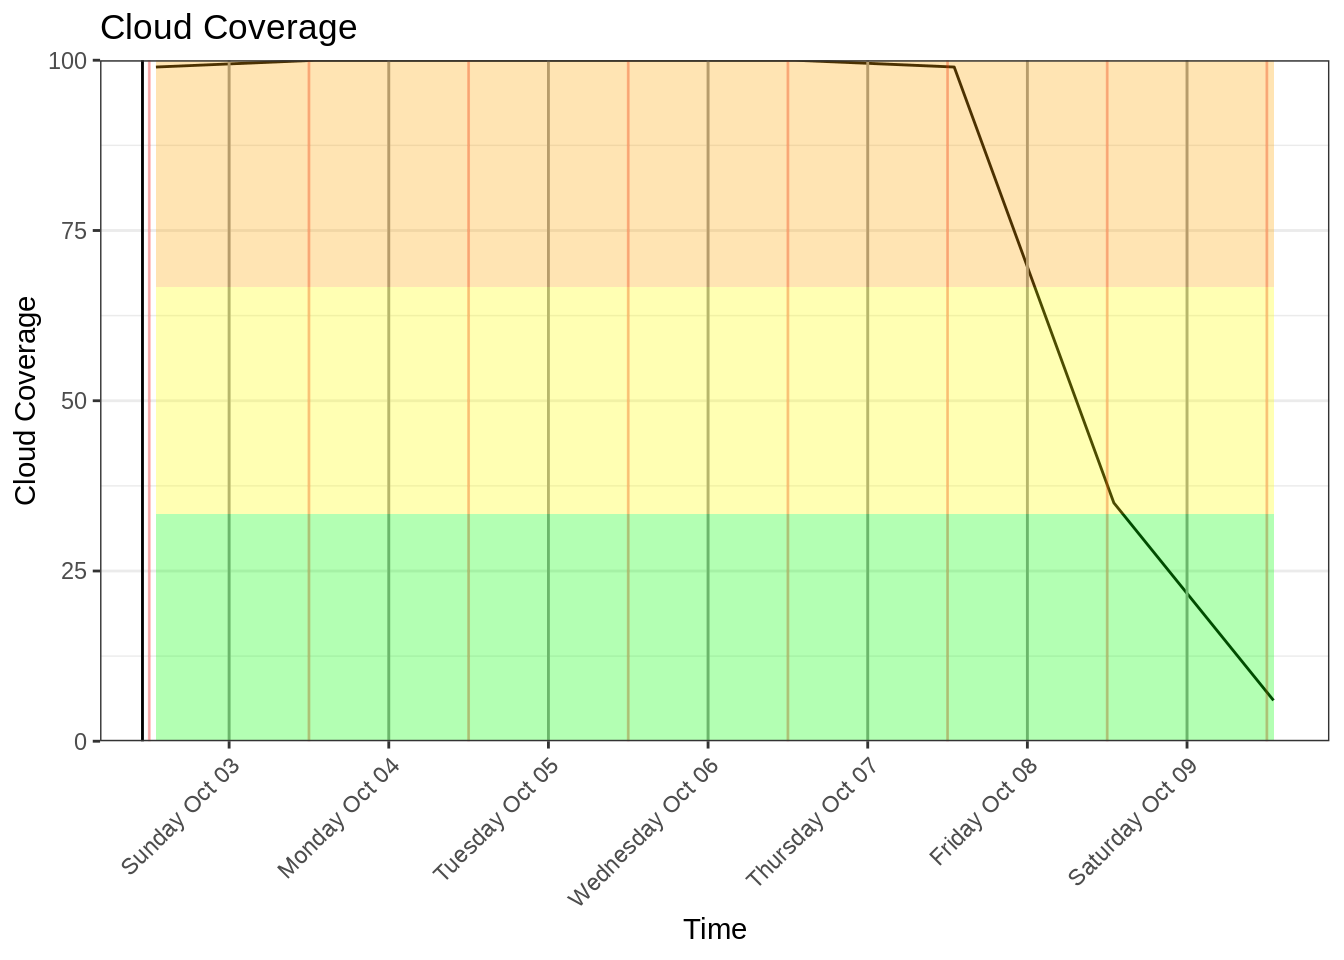 Cloud Coverage
100
75
50
25
0
Cloud Coverage
Sunday Oct 03
Monday Oct 04
Tuesday Oct 05
Wednesday Oct 06
Thursday Oct 07
Friday Oct 08
Saturday Oct 09
Time